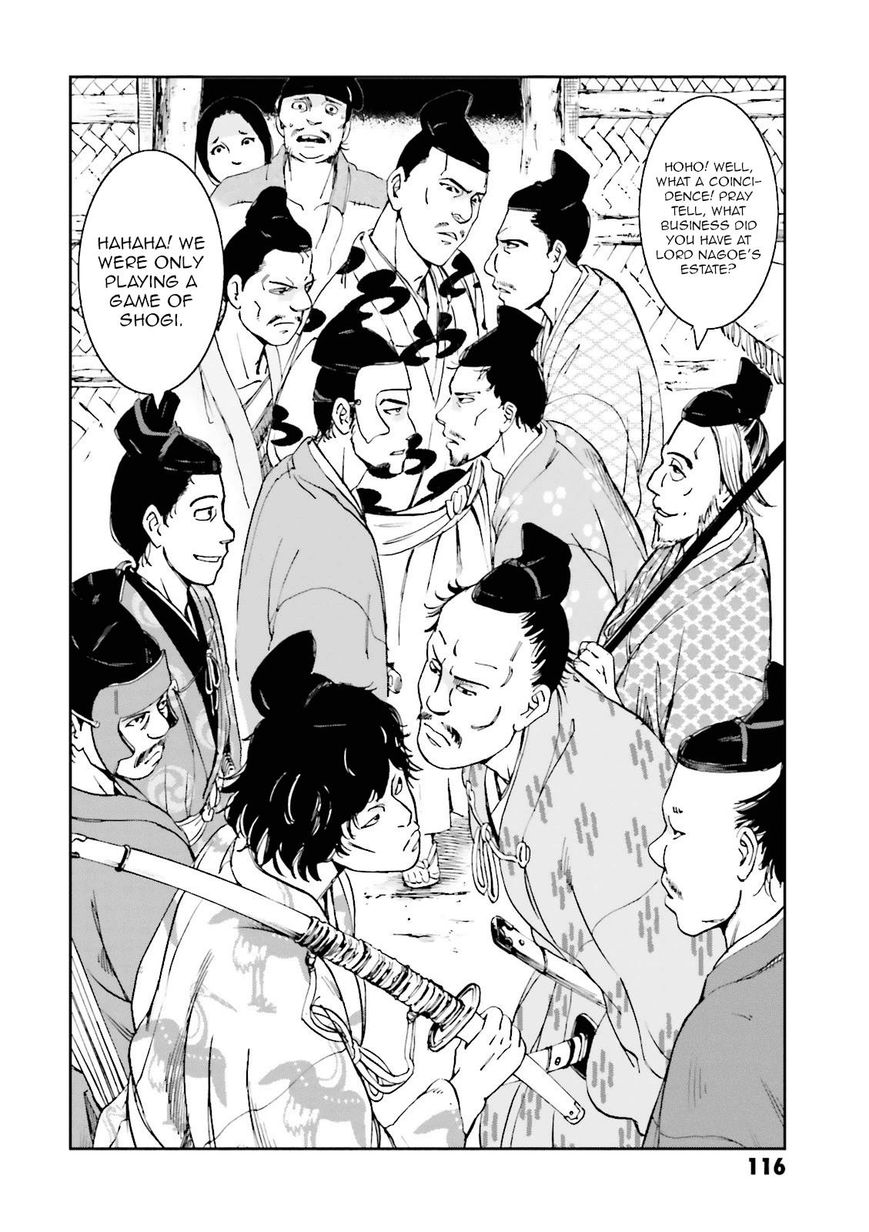 HOHO! WELL,
WHAT A COINCI-
DENCE! PRAY
TELL, WHAT
BUSINESS DID
YOU HAVE AT
LORD NAGOE'S
ESTATE?
HAHAHA! WE
WERE ONLY
PLAYING A
GAME OF
SHOGI.
116